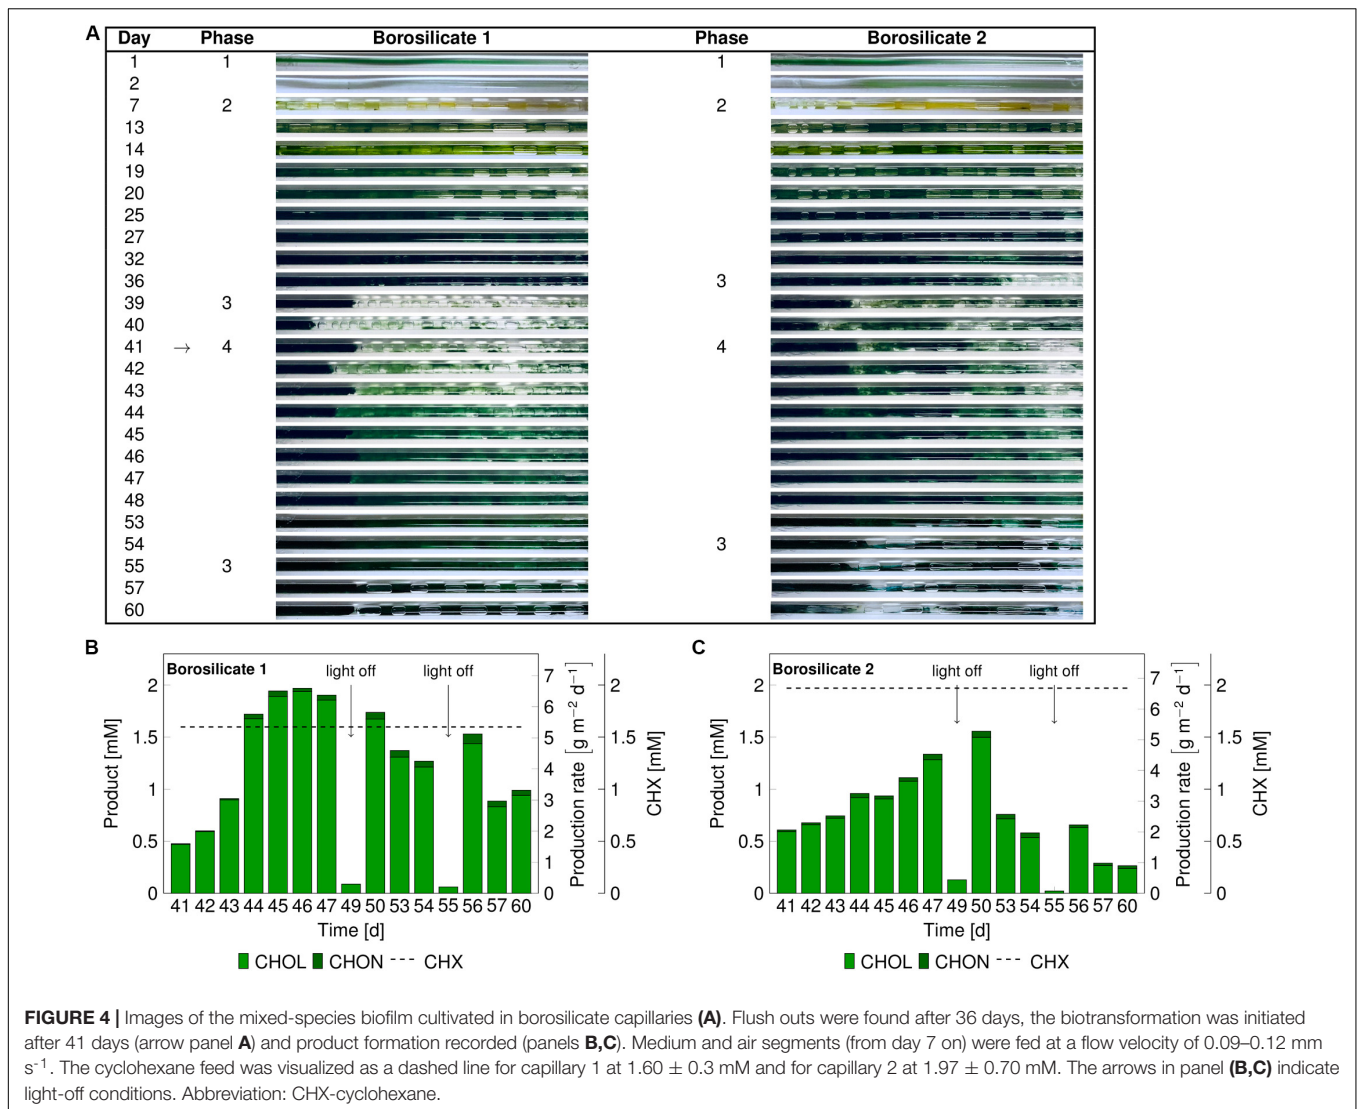 A Day Phase Borosilicate 1 Phase Borosilicate 2
1 1 1
2
7 2 2
13
14
19
20
25
27
32
36 3
39 3
40
41 → 4 4
42
43
44
45
46
47
48
53
54 3
55 3
57
60
B
Borosilicate 1
light off light off
Product [mM]
2
1.5
1
0.5
0
7
6
5
4
3
2
1
0
Production rate [g m⁻² d⁻¹]
2
1.5
1
0.5
0
CHX [mM]
41 42 43 44 45 46 47 49 50 53 54 55 56 57 60
Time [d]
CHOL CHON --- CHX
C
Borosilicate 2
light off light off
Product [mM]
2
1.5
1
0.5
0
7
6
5
4
3
2
1
0
Production rate [g m⁻² d⁻¹]
2
1.5
1
0.5
0
CHX [mM]
41 42 43 44 45 46 47 49 50 53 54 55 56 57 60
Time [d]
CHOL CHON --- CHX
FIGURE 4 | Images of the mixed-species biofilm cultivated in borosilicate capillaries (A). Flush outs were found after 36 days, the biotransformation was initiated
after 41 days (arrow panel A) and product formation recorded (panels B,C). Medium and air segments (from day 7 on) were fed at a flow velocity of 0.09–0.12 mm
s⁻¹. The cyclohexane feed was visualized as a dashed line for capillary 1 at 1.60 ± 0.3 mM and for capillary 2 at 1.97 ± 0.70 mM. The arrows in panel (B,C) indicate
light-off conditions. Abbreviation: CHX-cyclohexane.